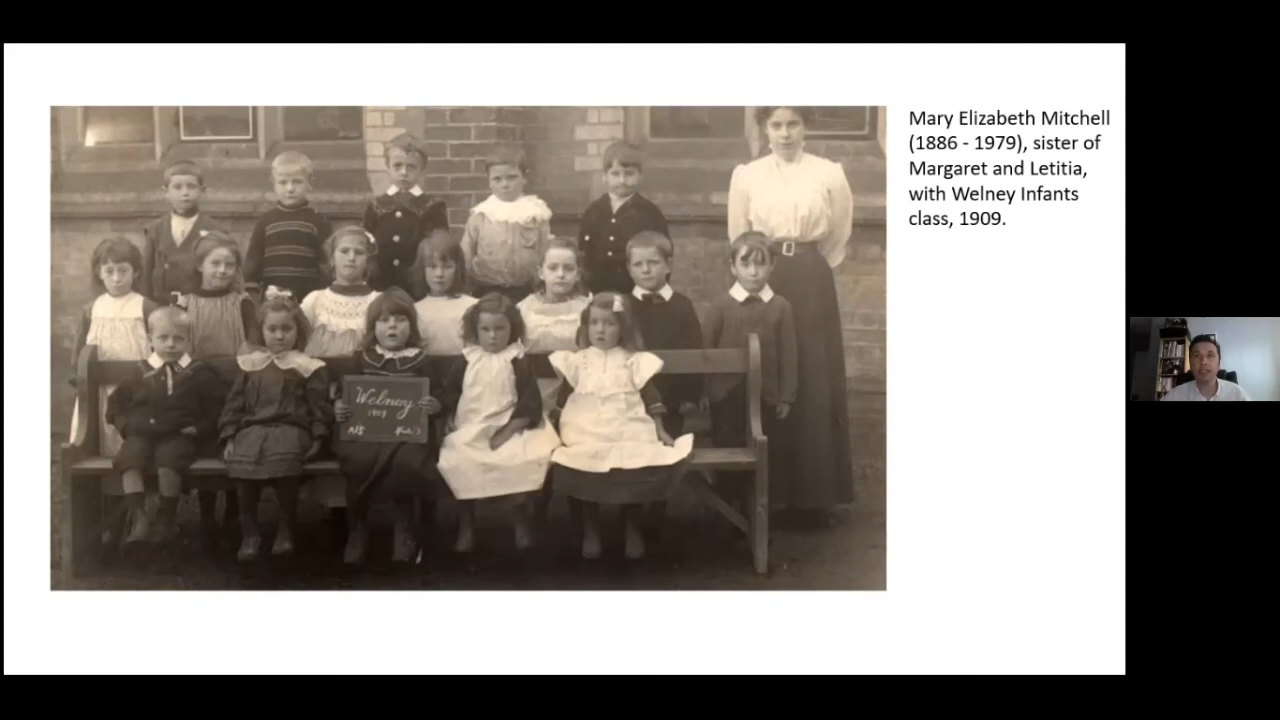 Mary Elizabeth Mitchell
(1886 - 1979), sister of
Margaret and Letitia,
with Welney Infants
class, 1909.
Welney
1909